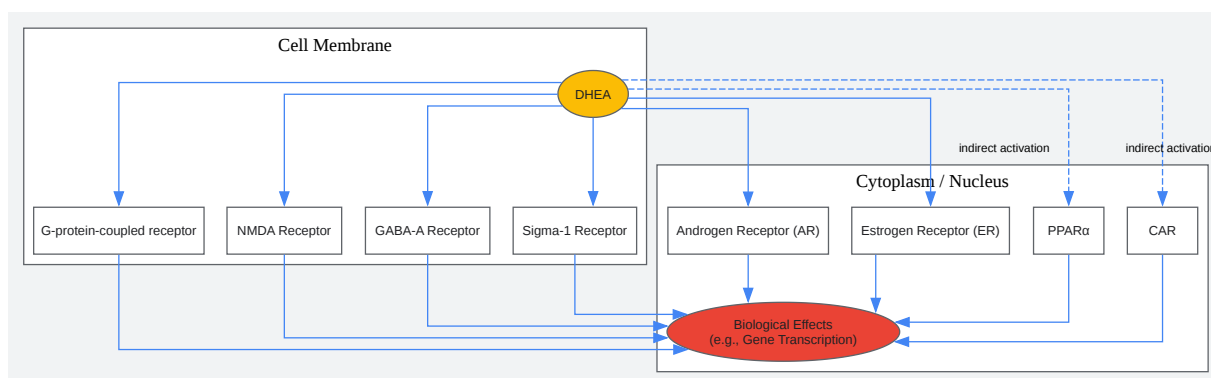 Cell Membrane
DHEA
indirect activation
indirect activation
Cytoplasm / Nucleus
G-protein-coupled receptor
NMDA Receptor
GABA-A Receptor
Sigma-1 Receptor
Androgen Receptor (AR)
Estrogen Receptor (ER)
PPARα
CAR
Biological Effects
(e.g., Gene Transcription)